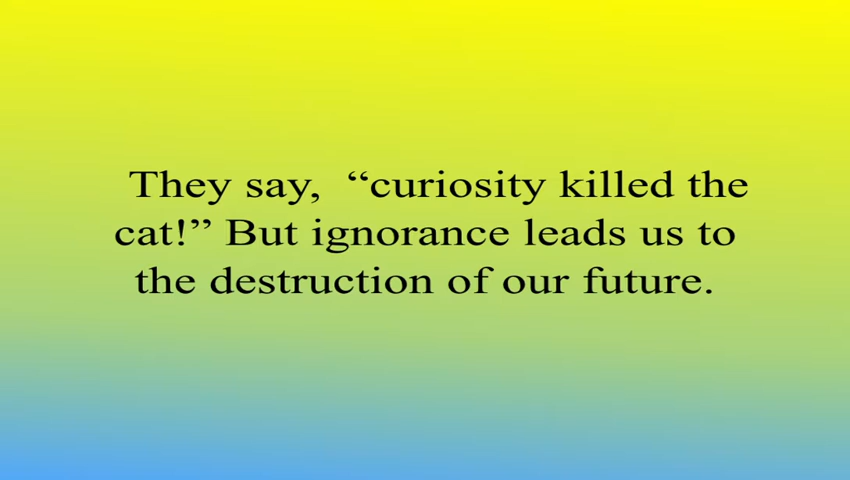 They say,  “curiosity killed the
cat!” But ignorance leads us to
the destruction of our future.